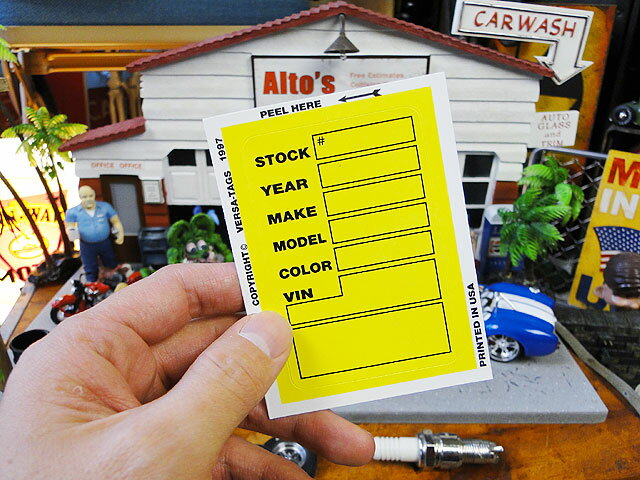 CARWASH
Alto's
Free Estimates
PEEL HERE
AUTO
GLASS
and
TRIM
OFFICE OFFICE
COPYRIGHT © VERSA-TAGS 1997
STOCK #
YEAR
MAKE
MODEL
COLOR
VIN
PRINTED IN USA